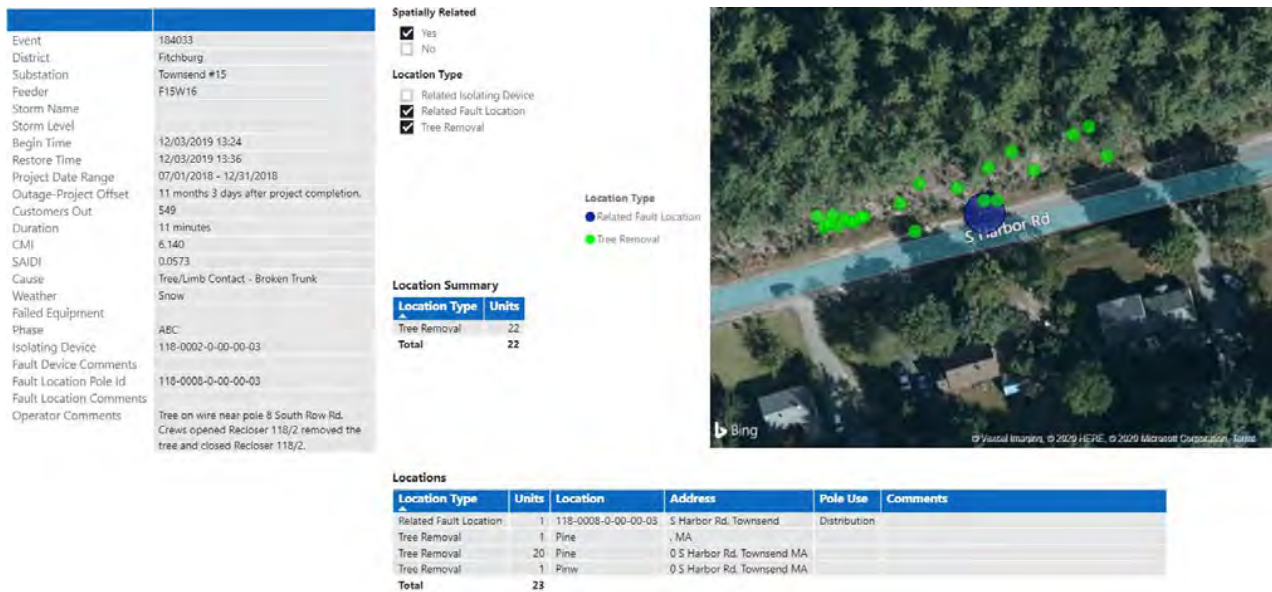 Event 184033
District Fitchburg
Substation Townsend #15
Feeder F15W16
Storm Name
Storm Level
Begin Time 12/03/2019 13:24
Restore Time 12/03/2019 13:36
Project Date Range 07/01/2018 - 12/31/2018
Outage-Project Offset 11 months 3 days after project completion.
Customers Out 549
Duration 11 minutes
CMI 6.140
SAIDI 0.0573
Cause Tree/Limb Contact - Broken Trunk
Weather Snow
Failed Equipment
Phase ABC
Isolating Device 118-0002-0-00-00-03
Fault Device Comments
Fault Location Pole Id 118-0008-0-00-00-03
Fault Location Comments
Operator Comments Tree on wire near pole 8 South Row Rd.
Crews opened Recloser 118/2 removed the
tree and closed Recloser 118/2.
Spatially Related
Yes
No
Location Type
Related Isolating Device
Related Fault Location
Tree Removal
Location Type
Related Fault Location
Tree Removal
Location Summary
Location Type Units
Tree Removal 22
Total 22
S Harbor Rd
Bing
© Vexcel Imaging, © 2020 HERE, © 2020 Microsoft Corporation Terms
Locations
Location Type Units Location Address Pole Use Comments
Related Fault Location 1 118-0008-0-00-00-03 S Harbor Rd. Townsend Distribution
Tree Removal 1 Pine , MA
Tree Removal 20 Pine 0 S Harbor Rd. Townsend MA
Tree Removal 1 Pinw 0 S Harbor Rd. Townsend MA
Total 23